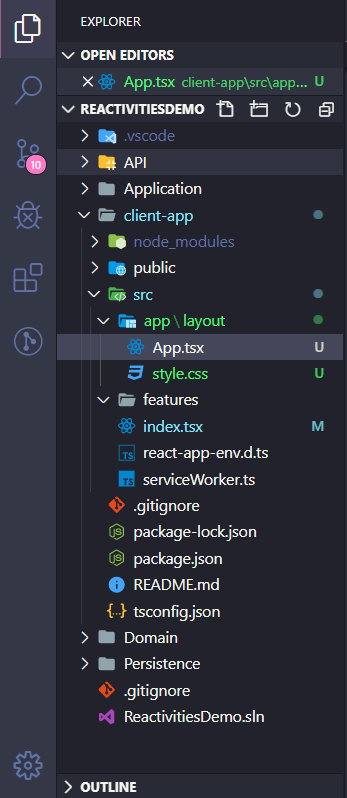 EXPLORER
OPEN EDITORS
App.tsx client-app\src\app... U
REACTIVITIESDEMO
.vscode
10
API
Application
client-app
node_modules
public
src
app \ layout
App.tsx U
style.css U
features
index.tsx M
TS react-app-env.d.ts
TS serviceWorker.ts
.gitignore
package-lock.json
package.json
README.md
{..} tsconfig.json
Domain
Persistence
.gitignore
ReactivitiesDemo.sln
OUTLINE